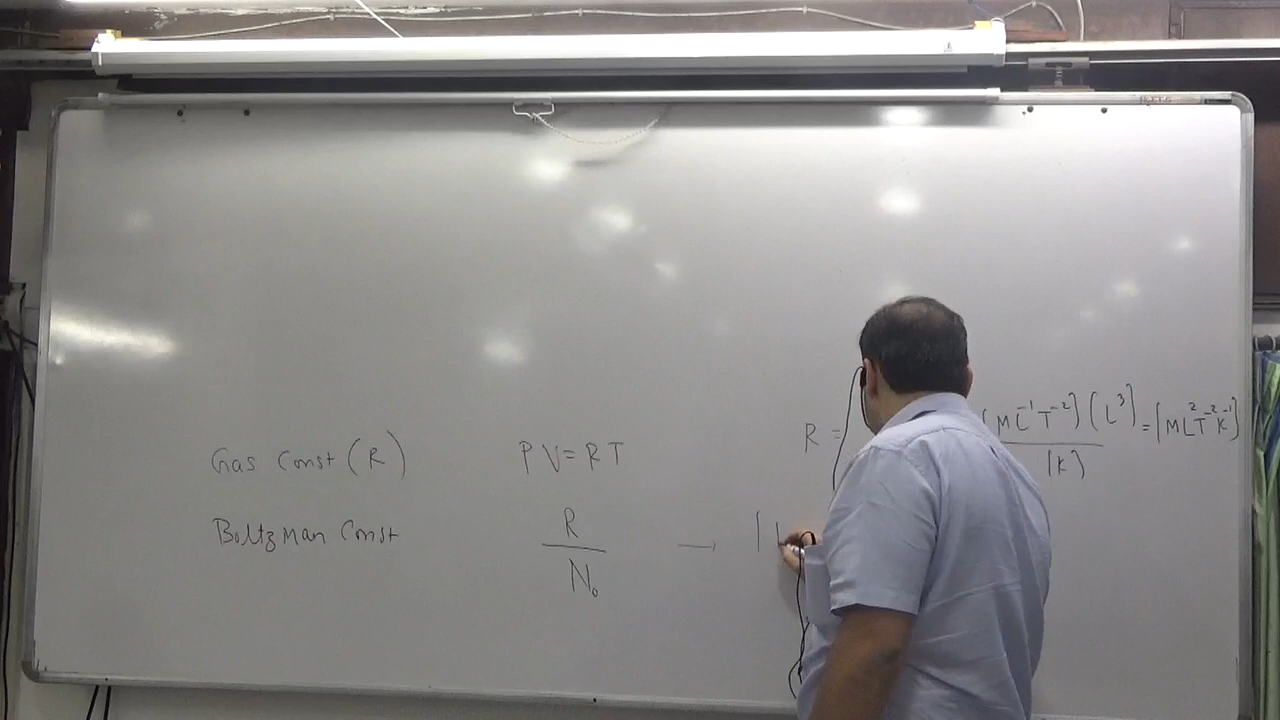 Gas Const (R) PV = RT R = [ML⁻¹T⁻²] [L³] / [K] = [ML²T⁻²K⁻¹]
Boltzman Const R / N₀ →